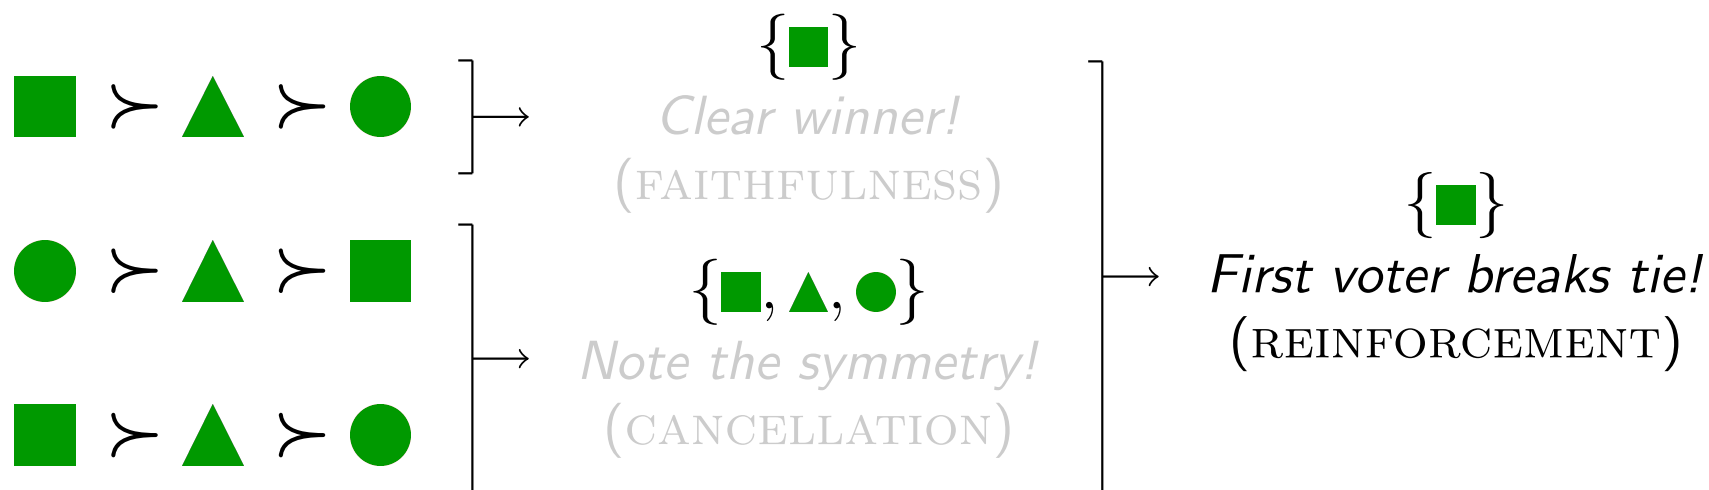 Clear winner!
(FAITHFULNESS)
Note the symmetry!
(CANCELLATION)
First voter breaks tie!
(REINFORCEMENT)